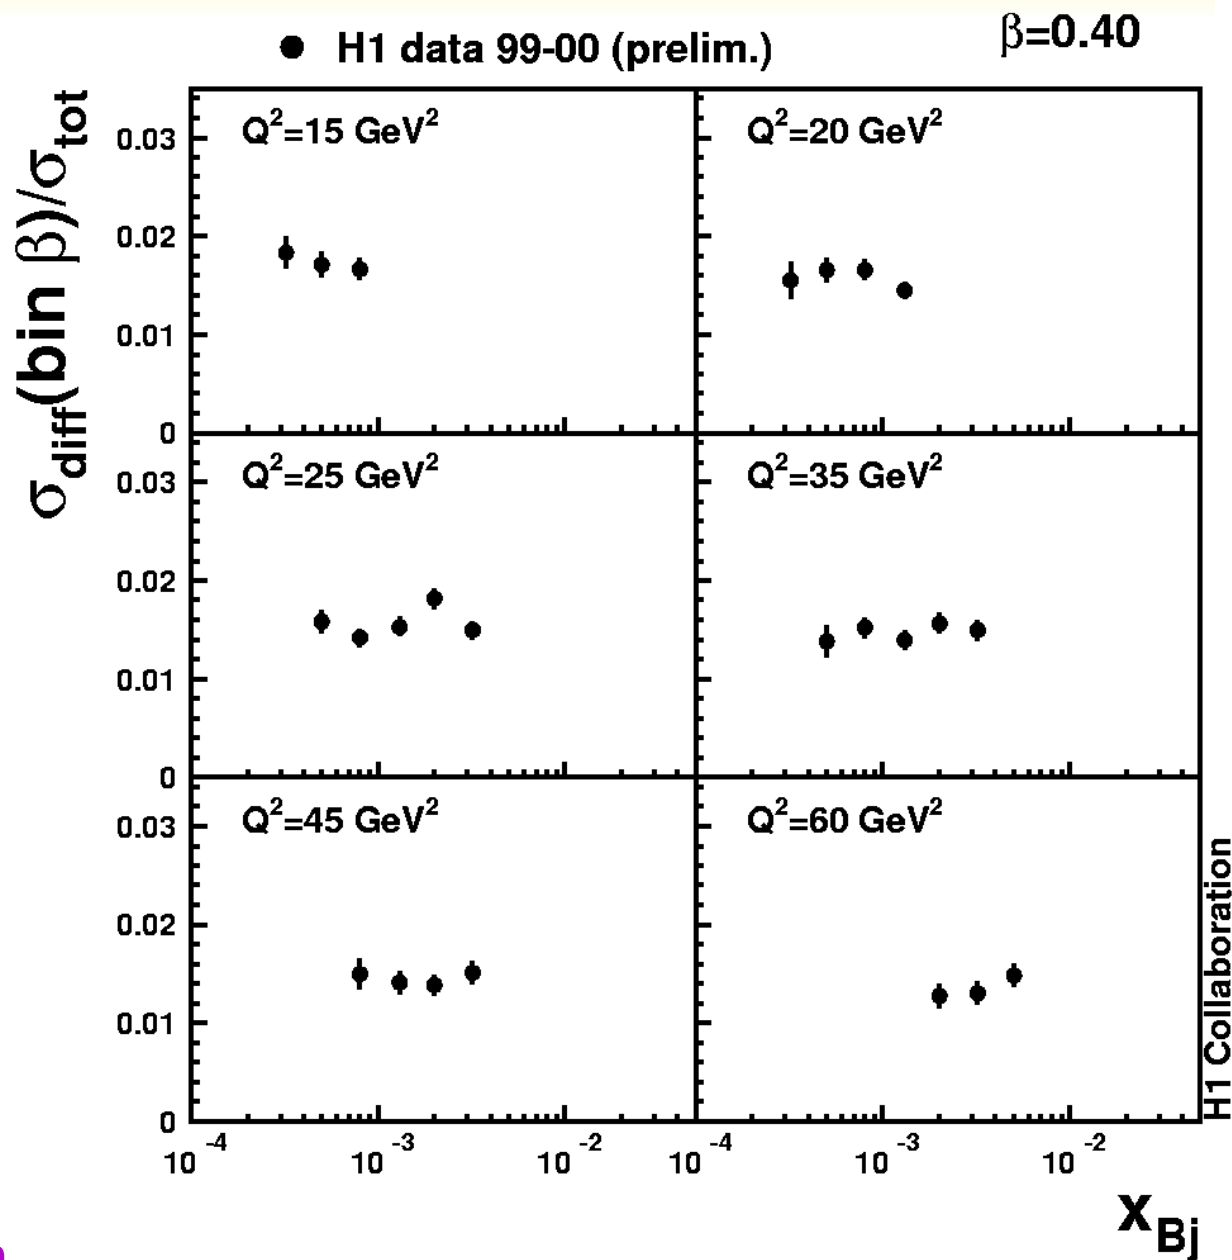 H1 data 99-00 (prelim.)
β=0.40
σdiff(bin β)/σtot
Q²=15 GeV²
Q²=20 GeV²
0.03
0.02
0.01
0
Q²=25 GeV²
Q²=35 GeV²
0.03
0.02
0.01
0
Q²=45 GeV²
Q²=60 GeV²
0.03
0.02
0.01
0
10⁻⁴ 10⁻³ 10⁻² 10⁻⁴ 10⁻³ 10⁻²
xBj
H1 Collaboration